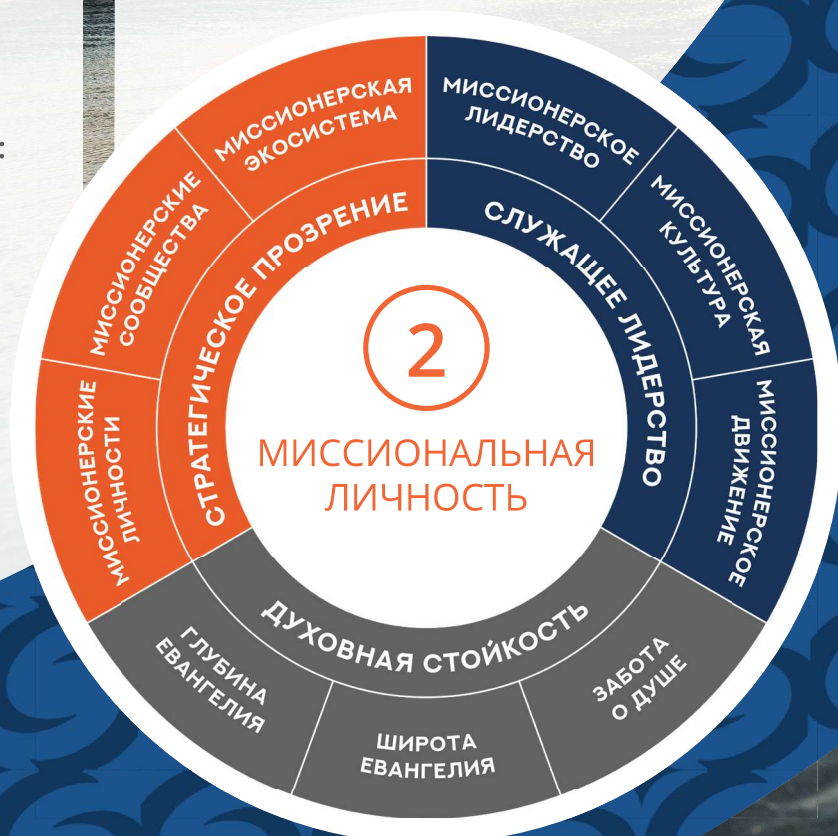 :
МИССИОНЕРСКАЯ
ЭКОСИСТЕМА
МИССИОНЕРСКОЕ
ЛИДЕРСТВО
МИССИОНЕРСКИЕ
СООБЩЕСТВА
МИССИОНЕРСКАЯ
КУЛЬТУРА
СТРАТЕГИЧЕСКОЕ ПРОЗРЕНИЕ
СЛУЖАЩЕЕ ЛИДЕРСТВО
2
МИССИОНАЛЬНАЯ
ЛИЧНОСТЬ
МИССИОНЕРСКИЕ
ЛИЧНОСТИ
МИССИОНЕРСКОЕ
ДВИЖЕНИЕ
ДУХОВНАЯ СТОЙКОСТЬ
ГЛУБИНА
ЕВАНГЕЛИЯ
ШИРОТА
ЕВАНГЕЛИЯ
ЗАБОТА
О ДУШЕ